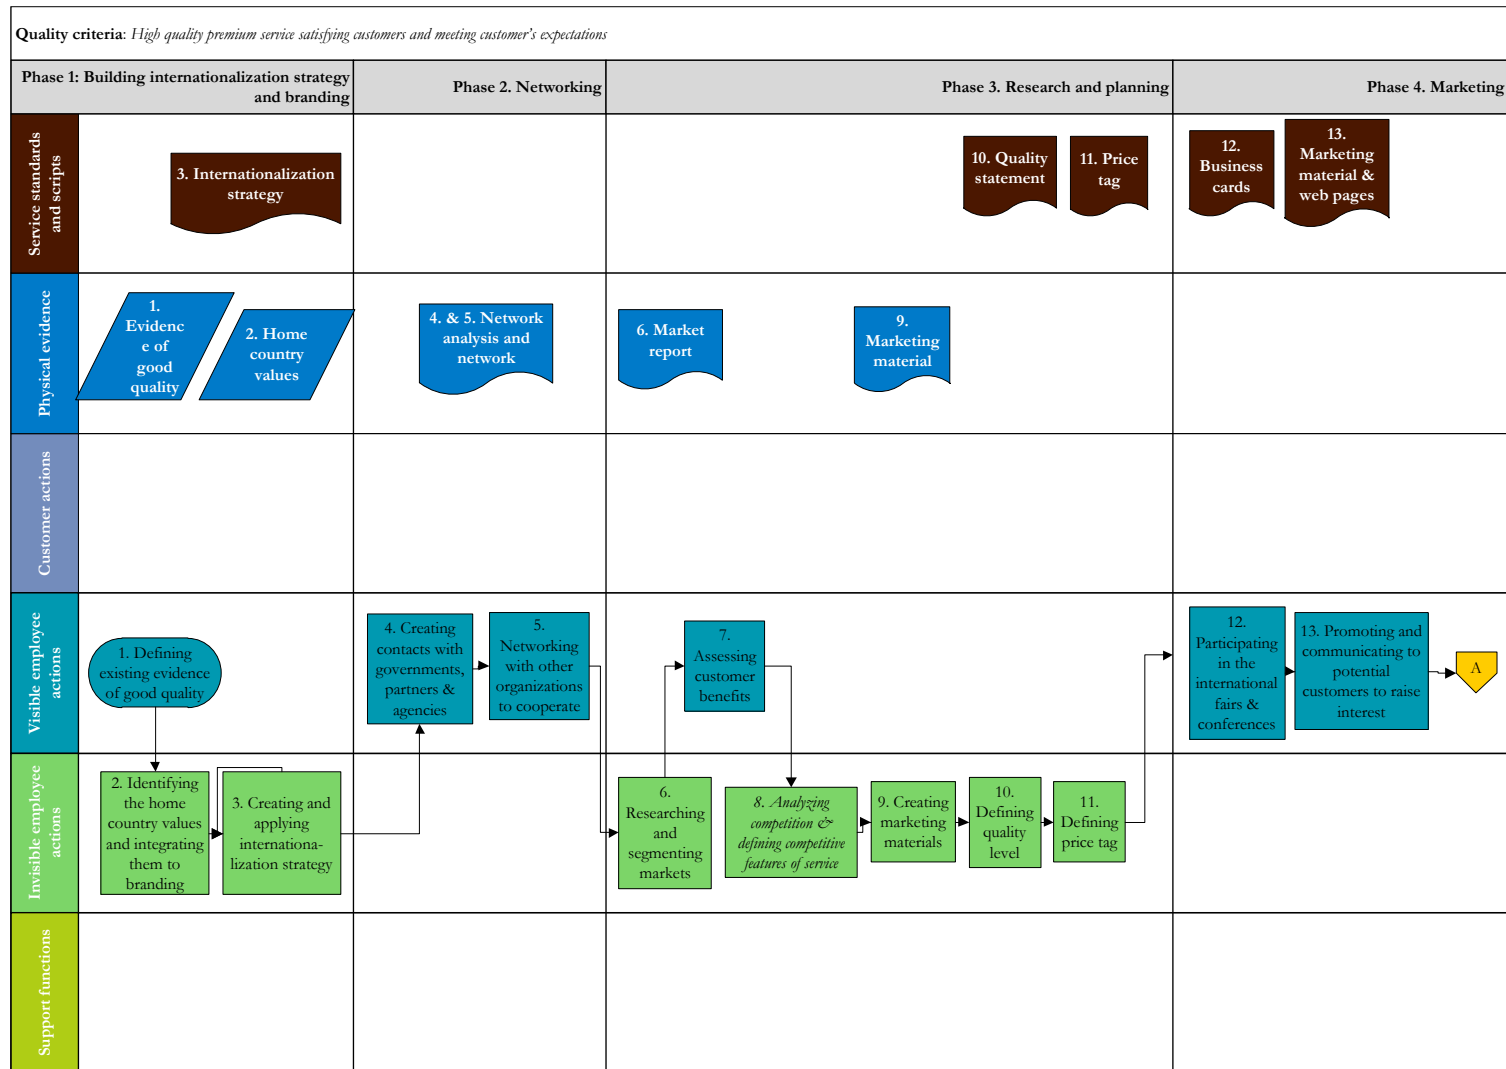 Quality criteria: High quality premium service satisfying customers and meeting customer's expectations
Phase 1: Building internationalization strategy
and branding
Phase 2. Networking
Phase 3. Research and planning
Phase 4. Marketing
Service standards
and scripts
3. Internationalization
strategy
10. Quality
statement
11. Price
tag
12.
Business
cards
13.
Marketing
material &
web pages
Physical evidence
1.
Evidenc
e of
good
quality
2. Home
country
values
4. & 5. Network
analysis and
network
6. Market
report
9.
Marketing
material
Customer actions
Visible employee
actions
1. Defining
existing evidence
of good quality
4. Creating
contacts with
governments,
partners &
agencies
5.
Networking
with other
organizations
to cooperate
7.
Assessing
customer
benefits
12.
Participating
in the
international
fairs &
conferences
13. Promoting and
communicating to
potential
customers to raise
interest
A
Invisible employee
actions
2. Identifying
the home
country values
and integrating
them to
branding
3. Creating and
applying
internationa-
lization strategy
6.
Researching
and
segmenting
markets
8. Analyzing
competition &
defining competitive
features of service
9. Creating
marketing
materials
10.
Defining
quality
level
11.
Defining
price tag
Support functions